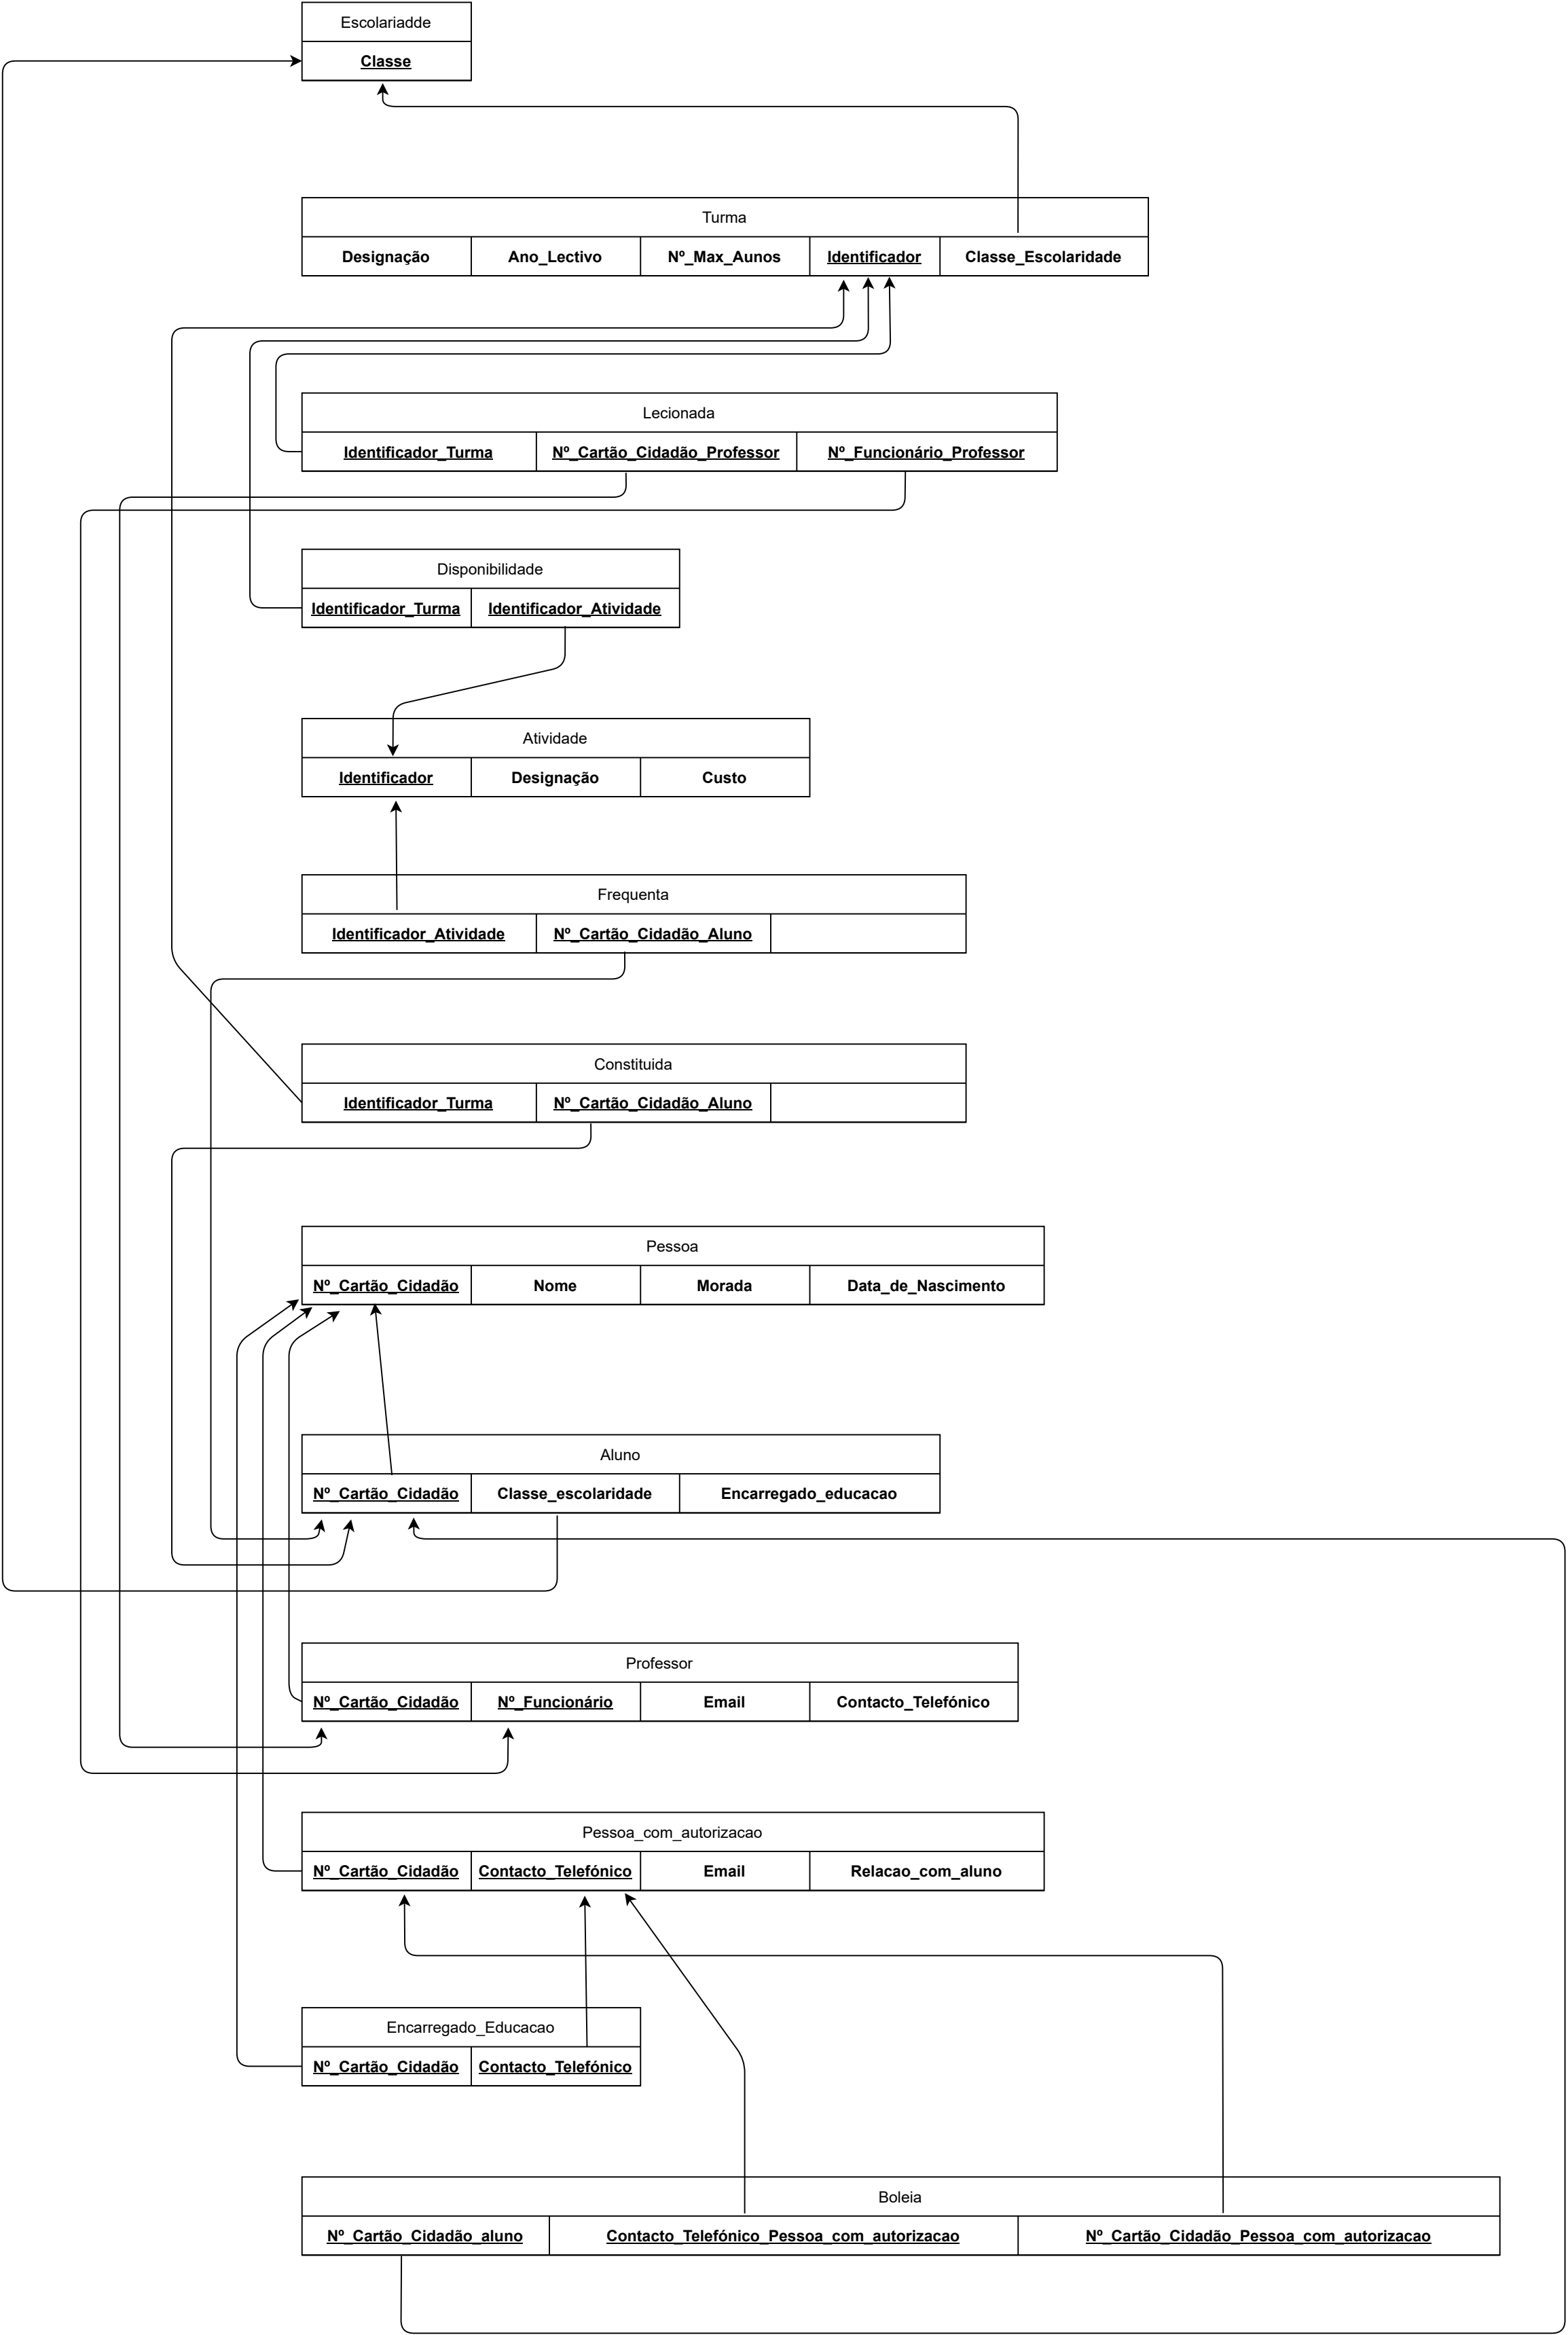 Escolariadde
Classe
Turma
Designação Ano_Lectivo Nº_Max_Aunos Identificador Classe_Escolaridade
Lecionada
Identificador_Turma Nº_Cartão_Cidadão_Professor Nº_Funcionário_Professor
Disponibilidade
Identificador_Turma Identificador_Atividade
Atividade
Identificador Designação Custo
Frequenta
Identificador_Atividade Nº_Cartão_Cidadão_Aluno
Constituida
Identificador_Turma Nº_Cartão_Cidadão_Aluno
Pessoa
Nº_Cartão_Cidadão Nome Morada Data_de_Nascimento
Aluno
Nº_Cartão_Cidadão Classe_escolaridade Encarregado_educacao
Professor
Nº_Cartão_Cidadão Nº_Funcionário Email Contacto_Telefónico
Pessoa_com_autorizacao
Nº_Cartão_Cidadão Contacto_Telefónico Email Relacao_com_aluno
Encarregado_Educacao
Nº_Cartão_Cidadão Contacto_Telefónico
Boleia
Nº_Cartão_Cidadão_aluno Contacto_Telefónico_Pessoa_com_autorizacao Nº_Cartão_Cidadão_Pessoa_com_autorizacao